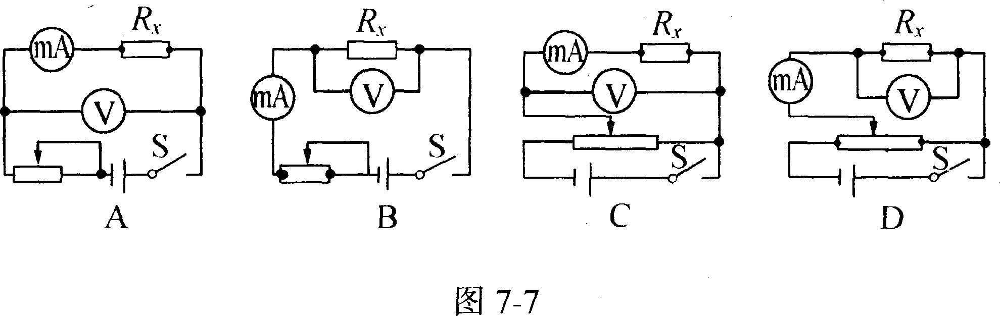 Rx Rx Rx Rx
mA mA mA mA
V V V V
S S S S
A B C D
图 7-7